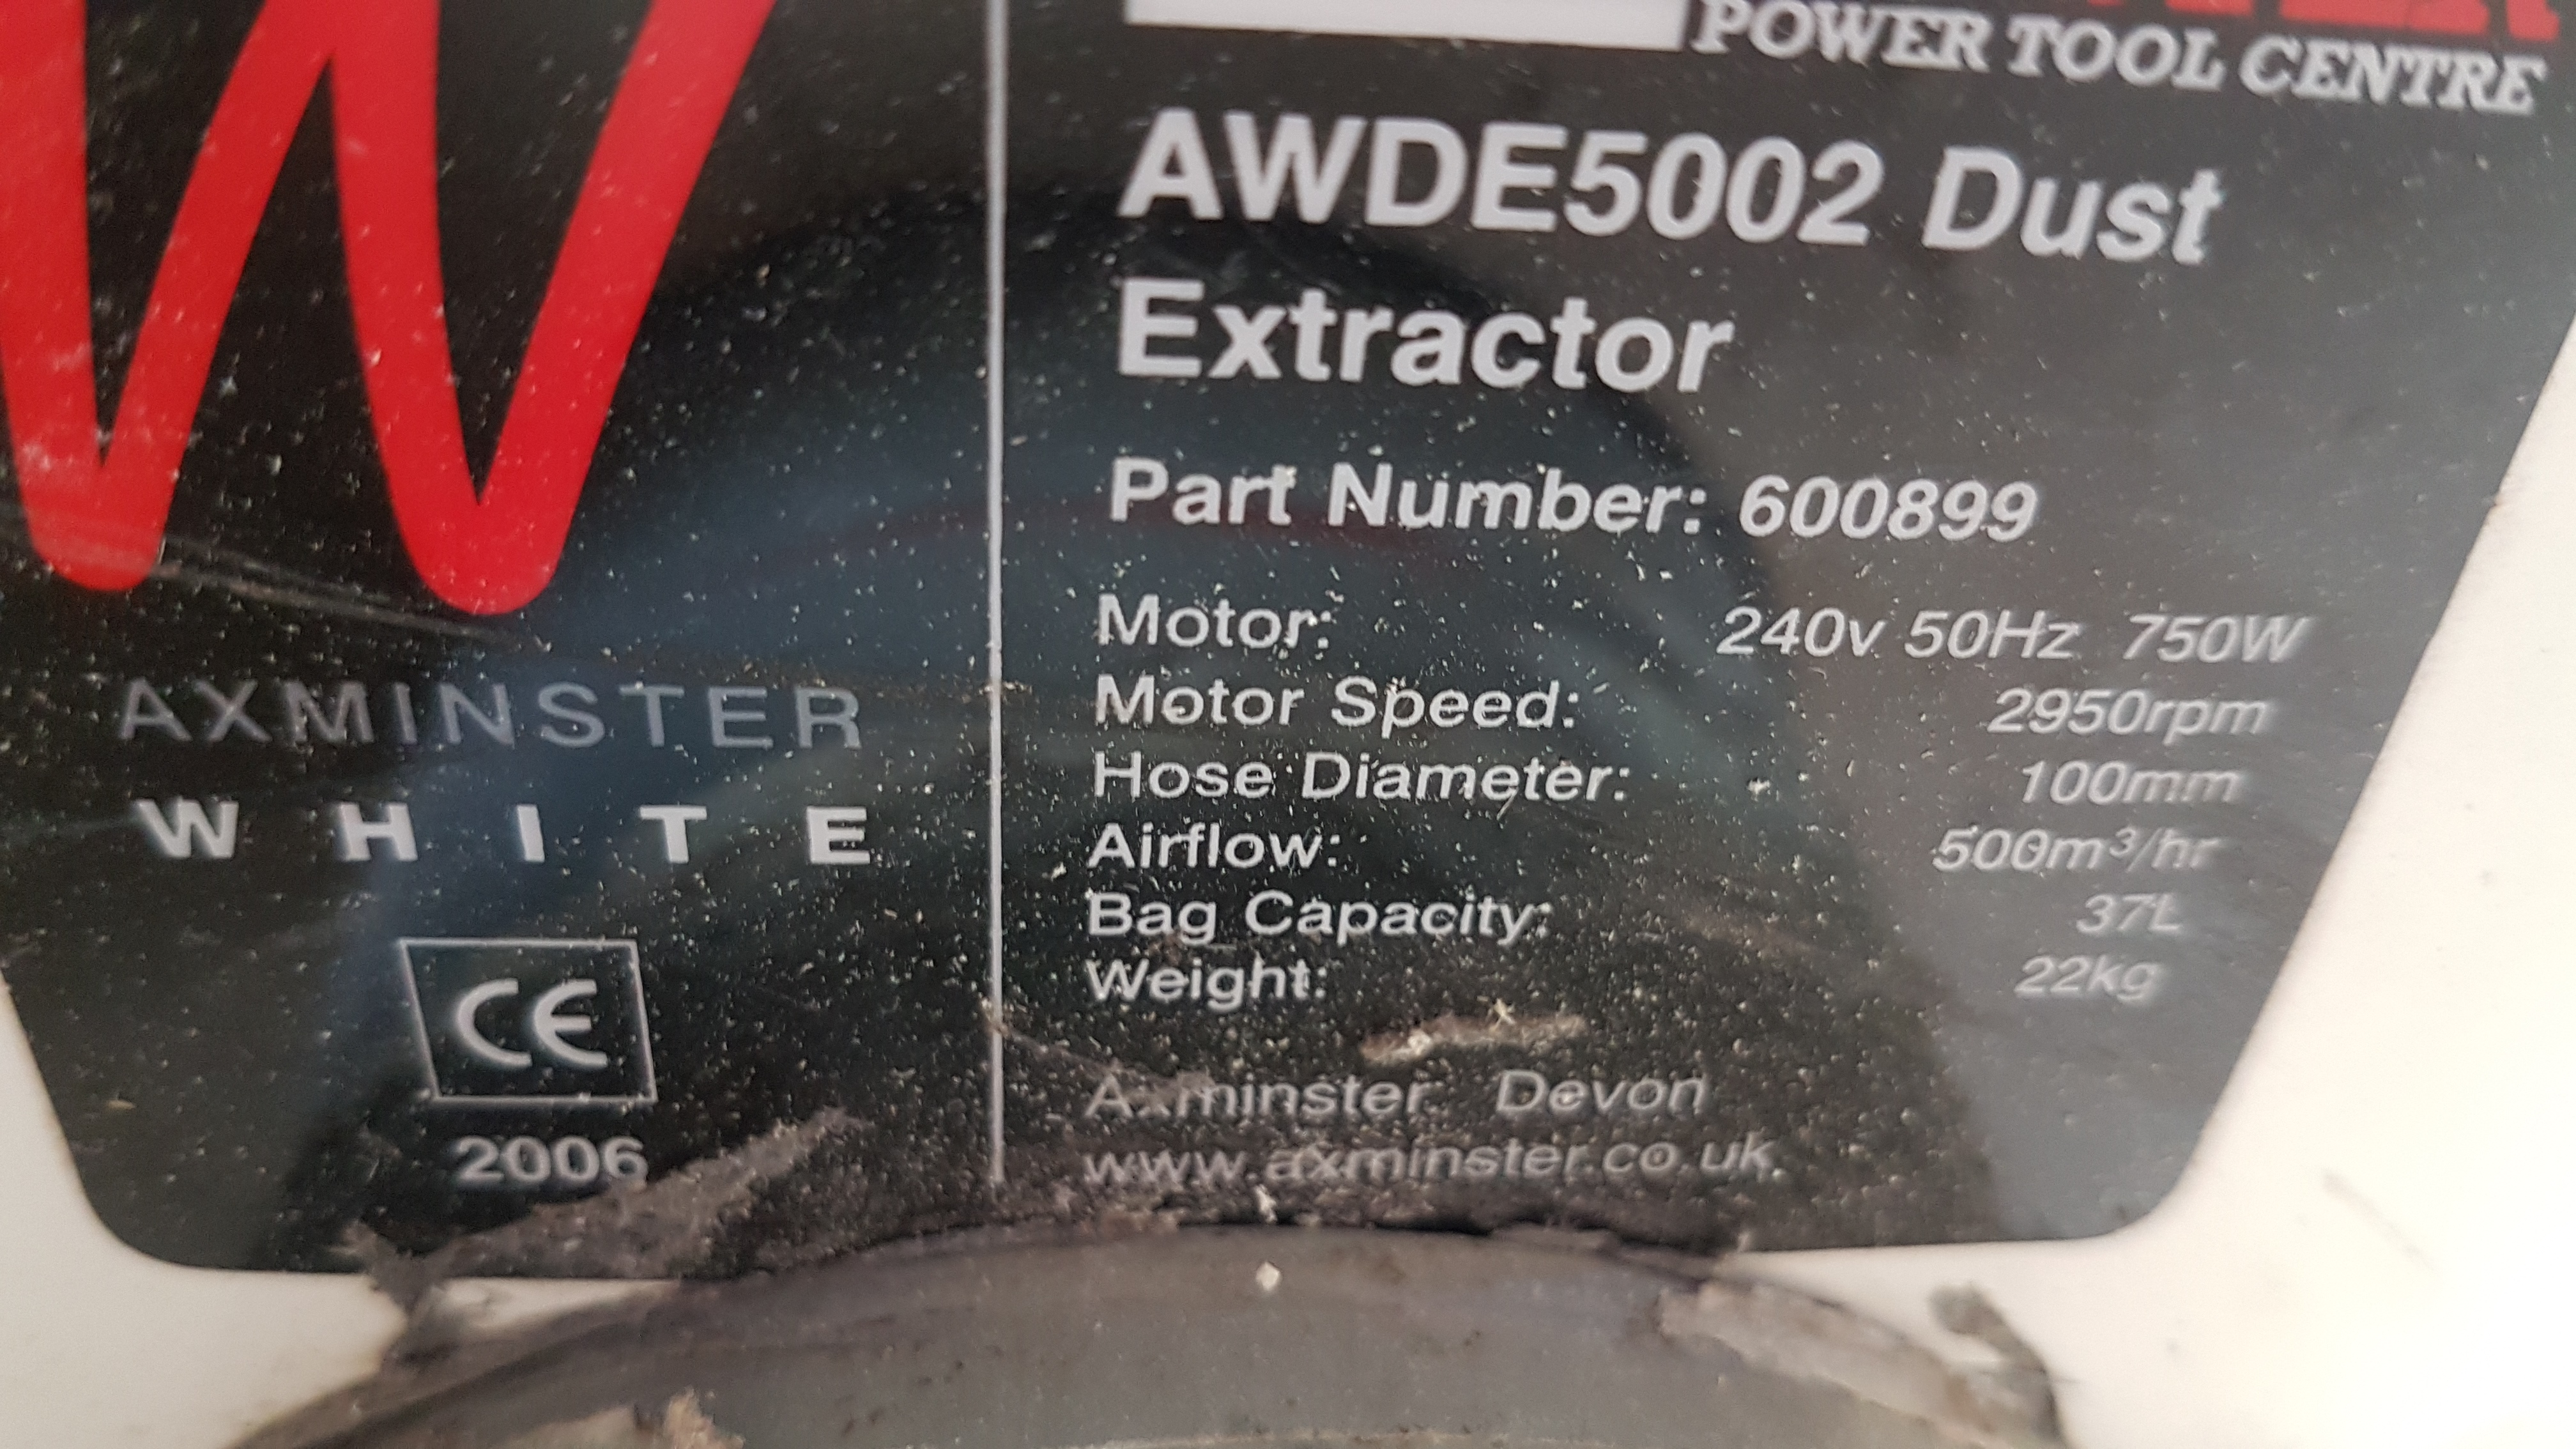 POWER TOOL CENTRE
AWDE5002 Dust
Extractor
Part Number: 600899
Motor: 240v 50Hz 750W
Motor Speed: 2950rpm
Hose Diameter: 100mm
Airflow: 500m³/hr
Bag Capacity: 37L
Weight: 22kg
Axminster Devon
www.axminster.co.uk
AXMINSTER
WHITE
CE
2006